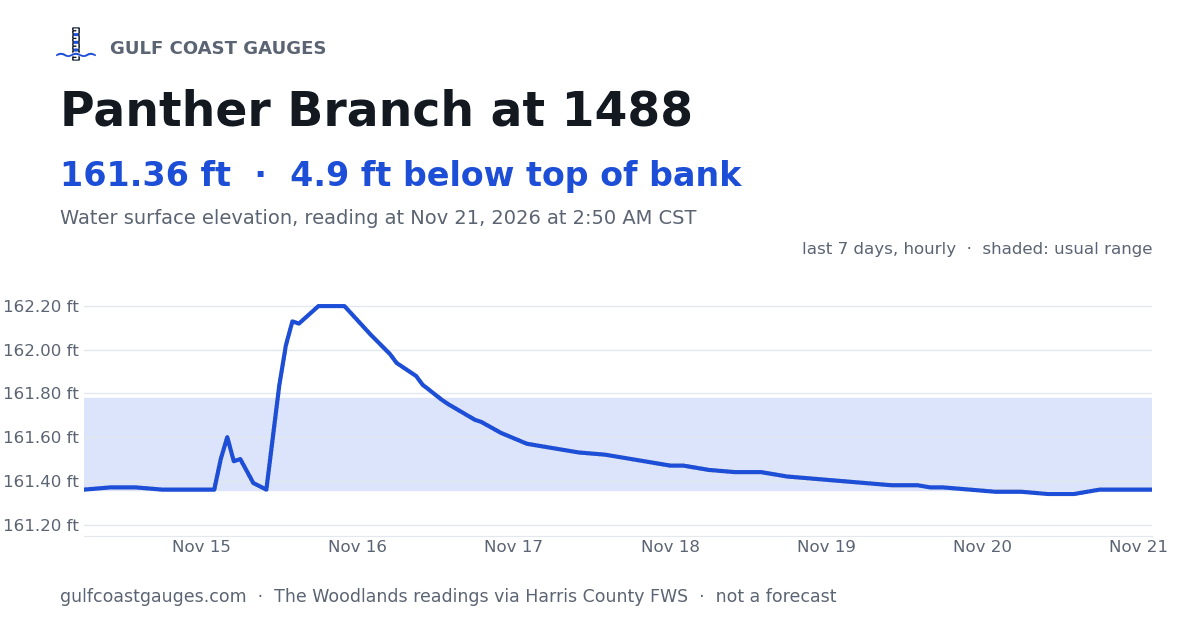 GULF COAST GAUGES
Panther Branch at 1488
161.36 ft · 4.9 ft below top of bank
Water surface elevation, reading at Nov 21, 2026 at 2:50 AM CST
last 7 days, hourly · shaded: usual range
162.20 ft
162.00 ft
161.80 ft
161.60 ft
161.40 ft
161.20 ft
Nov 15 Nov 16 Nov 17 Nov 18 Nov 19 Nov 20 Nov 21
gulfcoastgauges.com · The Woodlands readings via Harris County FWS · not a forecast